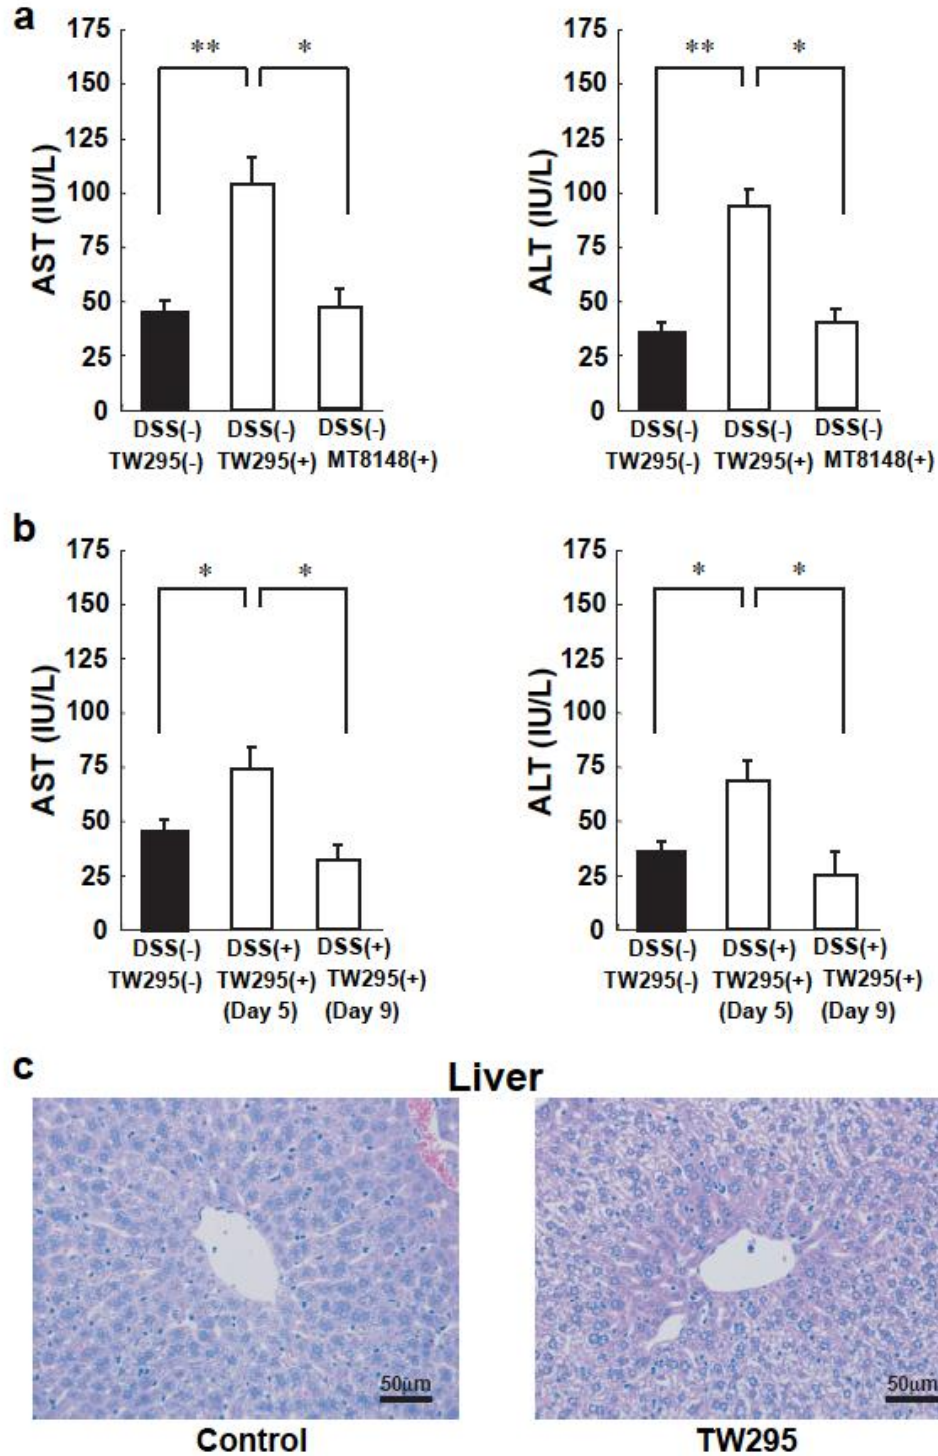 a
175
150
125
100
75
50
25
0
AST (IU/L)
**
*
DSS(-) DSS(-) DSS(-)
TW295(-) TW295(+) MT8148(+)
175
150
125
100
75
50
25
0
ALT (IU/L)
**
*
DSS(-) DSS(-) DSS(-)
TW295(-) TW295(+) MT8148(+)
b
175
150
125
100
75
50
25
0
AST (IU/L)
*
*
DSS(-) DSS(+) DSS(+)
TW295(-) TW295(+) TW295(+)
(Day 5) (Day 9)
175
150
125
100
75
50
25
0
ALT (IU/L)
*
*
DSS(-) DSS(+) DSS(+)
TW295(-) TW295(+) TW295(+)
(Day 5) (Day 9)
c
Liver
50μm
50μm
Control
TW295